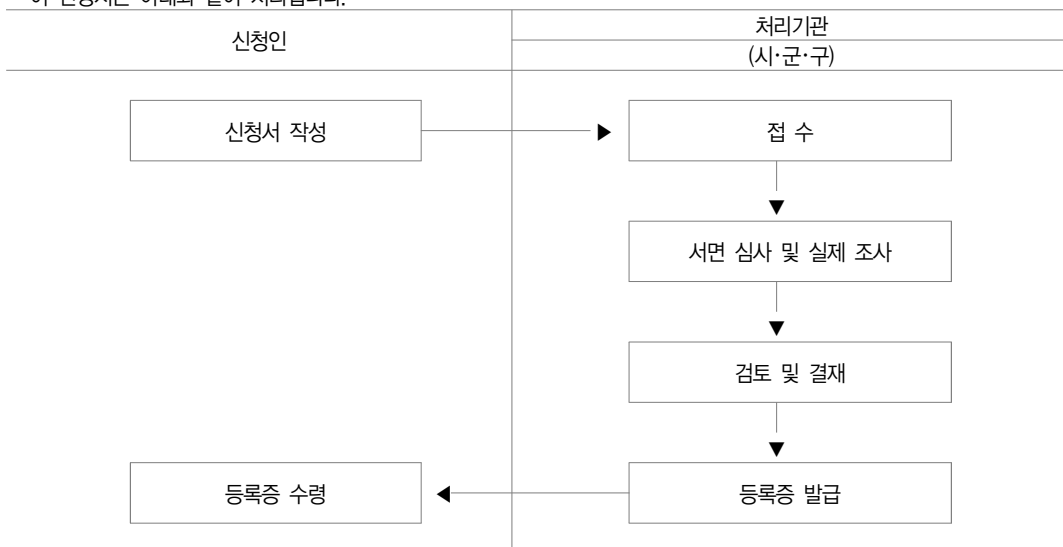 신청인
처리기관
(시·군·구)
신청서 작성
접 수
서면 심사 및 실제 조사
검토 및 결재
등록증 수령
등록증 발급